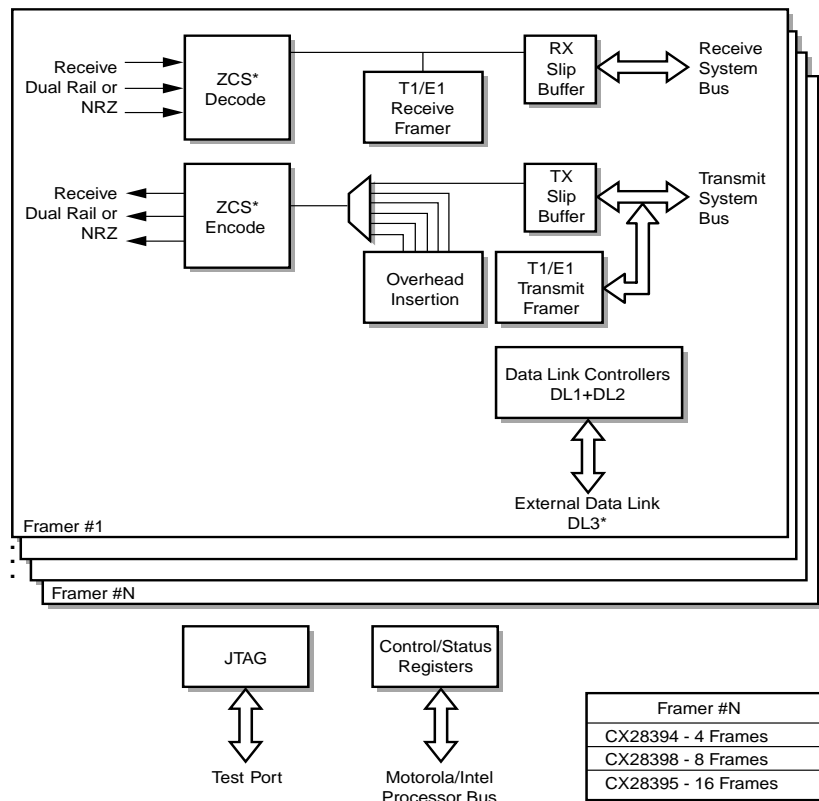 Receive
Dual Rail or
NRZ
ZCS*
Decode
T1/E1
Receive
Framer
RX
Slip
Buffer
Receive
System
Bus
Receive
Dual Rail or
NRZ
ZCS*
Encode
Overhead
Insertion
TX
Slip
Buffer
Transmit
System
Bus
T1/E1
Transmit
Framer
Data Link Controllers
DL1+DL2
External Data Link
DL3*
Framer #1
Framer #N
JTAG
Test Port
Control/Status
Registers
Motorola/Intel
Processor Bus
Framer #N
CX28394 - 4 Frames
CX28398 - 8 Frames
CX28395 - 16 Frames